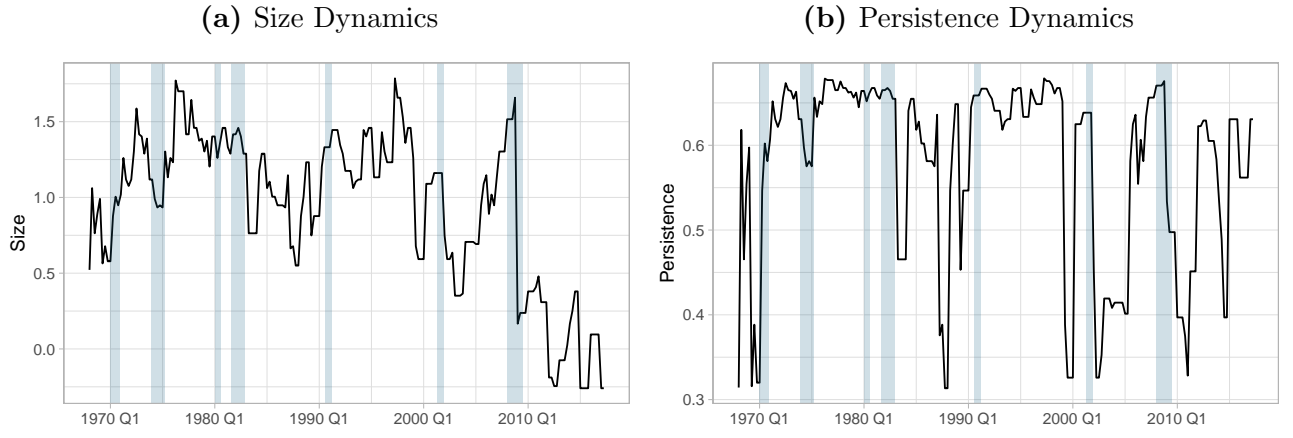 (a) Size Dynamics
Size
1.5
1.0
0.5
0.0
1970 Q1 1980 Q1 1990 Q1 2000 Q1 2010 Q1
(b) Persistence Dynamics
Persistence
0.6
0.5
0.4
0.3
1970 Q1 1980 Q1 1990 Q1 2000 Q1 2010 Q1